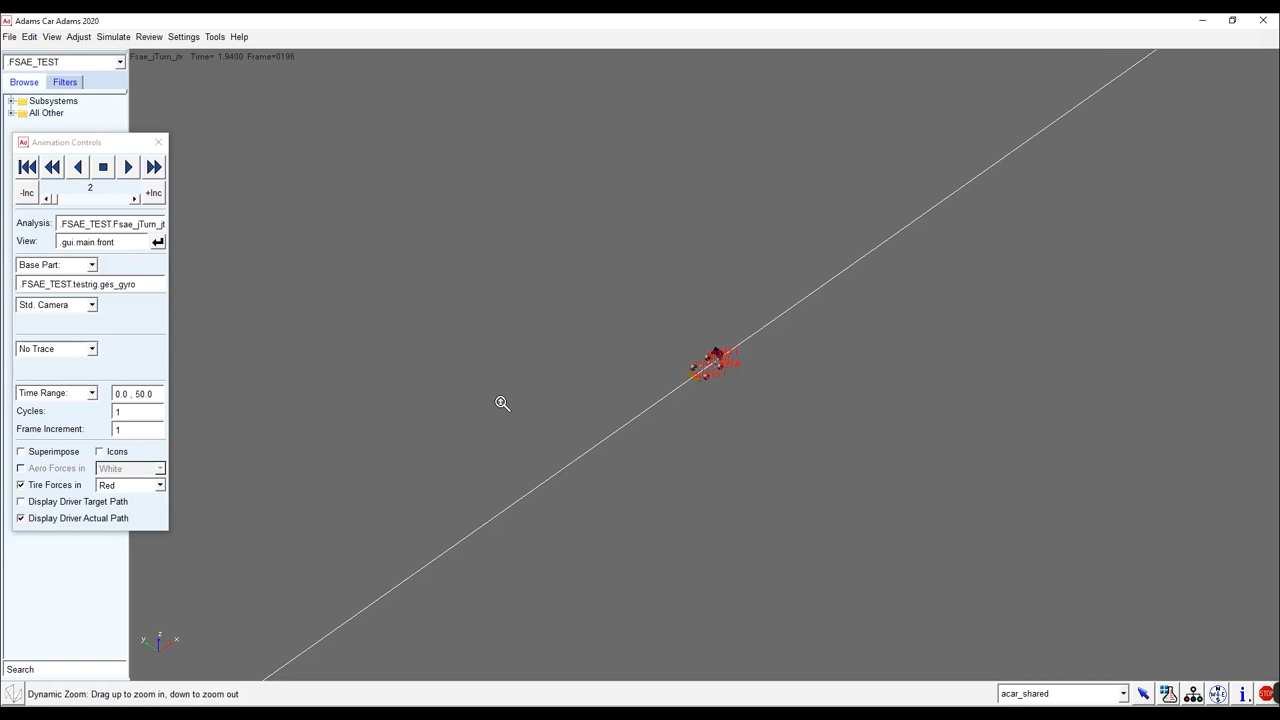 Adams Car Adams 2020
File Edit View Adjust Simulate Review Settings Tools Help
.FSAE_TEST
Fsae_jTurn_jtr Time= 1.9400 Frame=0196
Browse Filters
Subsystems
All Other
Animation Controls
-Inc 2 +Inc
Analysis: .FSAE_TEST.Fsae_jTurn_jt
View: .gui.main.front
Base Part:
.FSAE_TEST.testrig.ges_gyro
Std. Camera
No Trace
Time Range: 0.0 , 50.0
Cycles: 1
Frame Increment: 1
Superimpose Icons
Aero Forces in White
Tire Forces in Red
Display Driver Target Path
Display Driver Actual Path
y z x
Search
Dynamic Zoom: Drag up to zoom in, down to zoom out
acar_shared
STOP